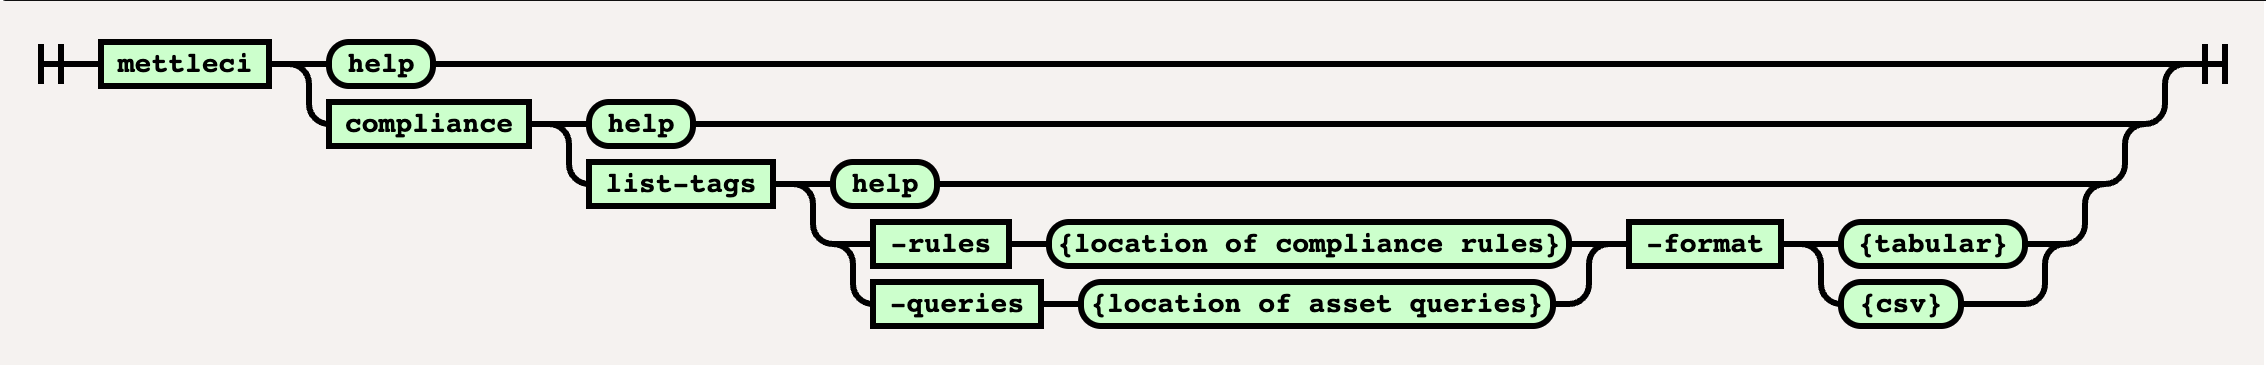 mettleci help
compliance help
list-tags help
-rules {location of compliance rules} -format {tabular}
-queries {location of asset queries} {csv}